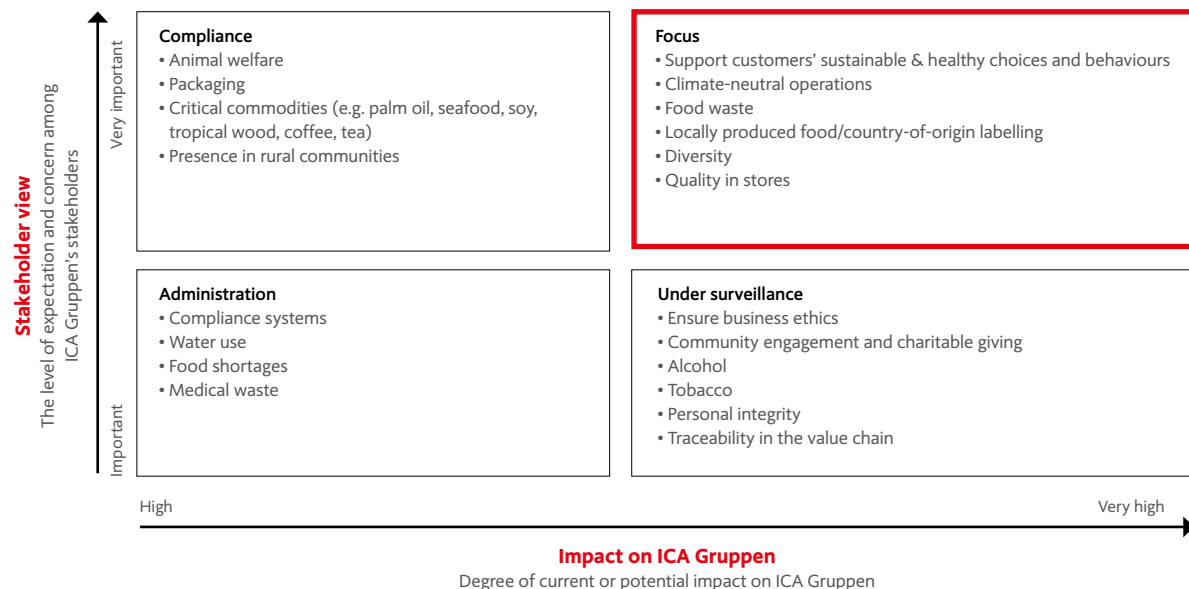 Stakeholder view
The level of expectation and concern among
ICA Gruppen's stakeholders
Very important
Important
Compliance
• Animal welfare
• Packaging
• Critical commodities (e.g. palm oil, seafood, soy,
tropical wood, coffee, tea)
• Presence in rural communities
Focus
• Support customers' sustainable & healthy choices and behaviours
• Climate-neutral operations
• Food waste
• Locally produced food/country-of-origin labelling
• Diversity
• Quality in stores
Administration
• Compliance systems
• Water use
• Food shortages
• Medical waste
Under surveillance
• Ensure business ethics
• Community engagement and charitable giving
• Alcohol
• Tobacco
• Personal integrity
• Traceability in the value chain
High
Very high
Impact on ICA Gruppen
Degree of current or potential impact on ICA Gruppen